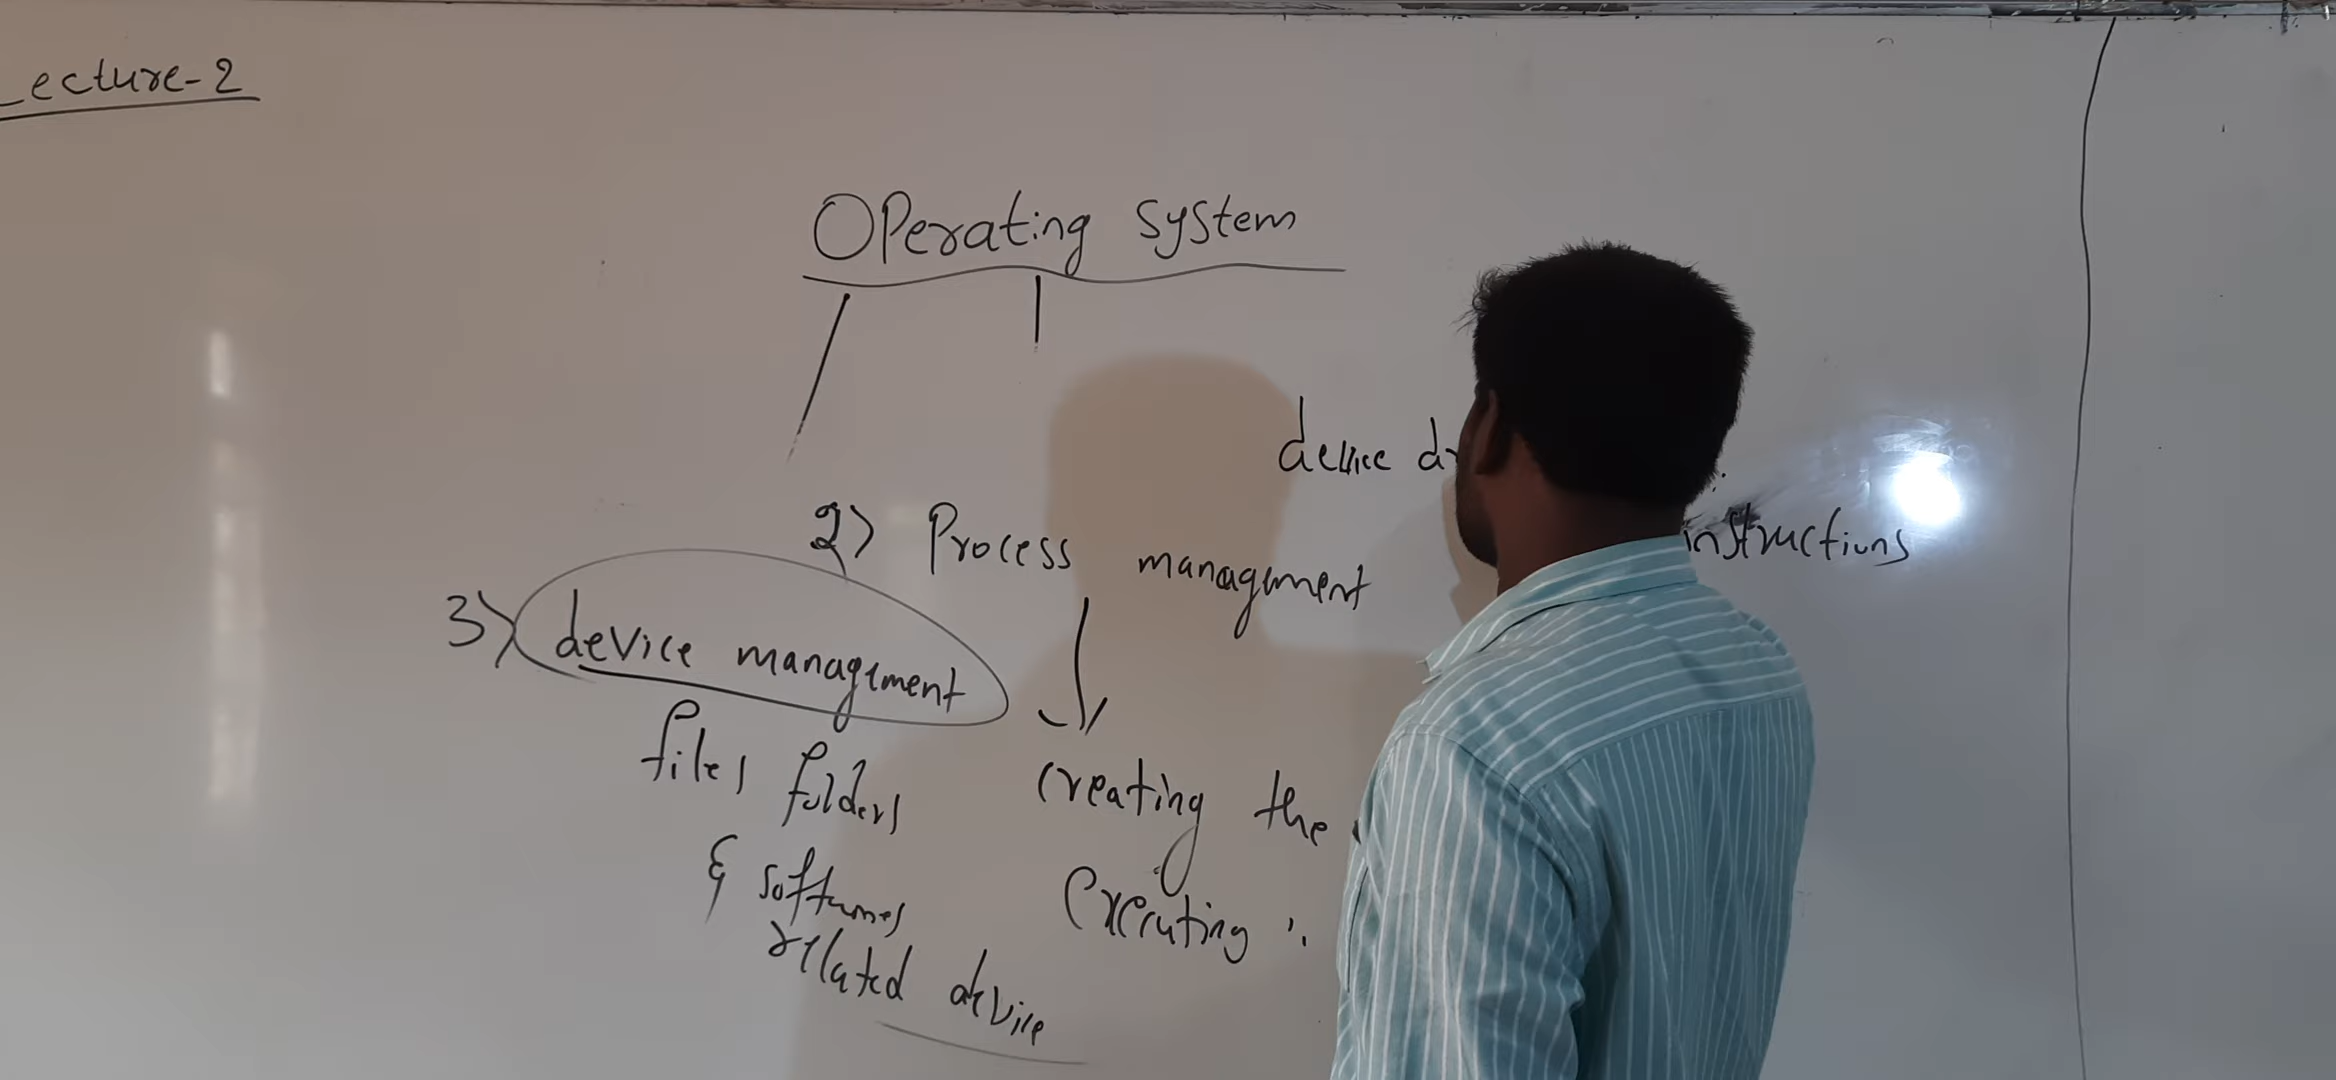 Lecture-2
Operating System
device
instructions
2) Process management
3) device management
files folders
& softwares
related device
creating the
executing